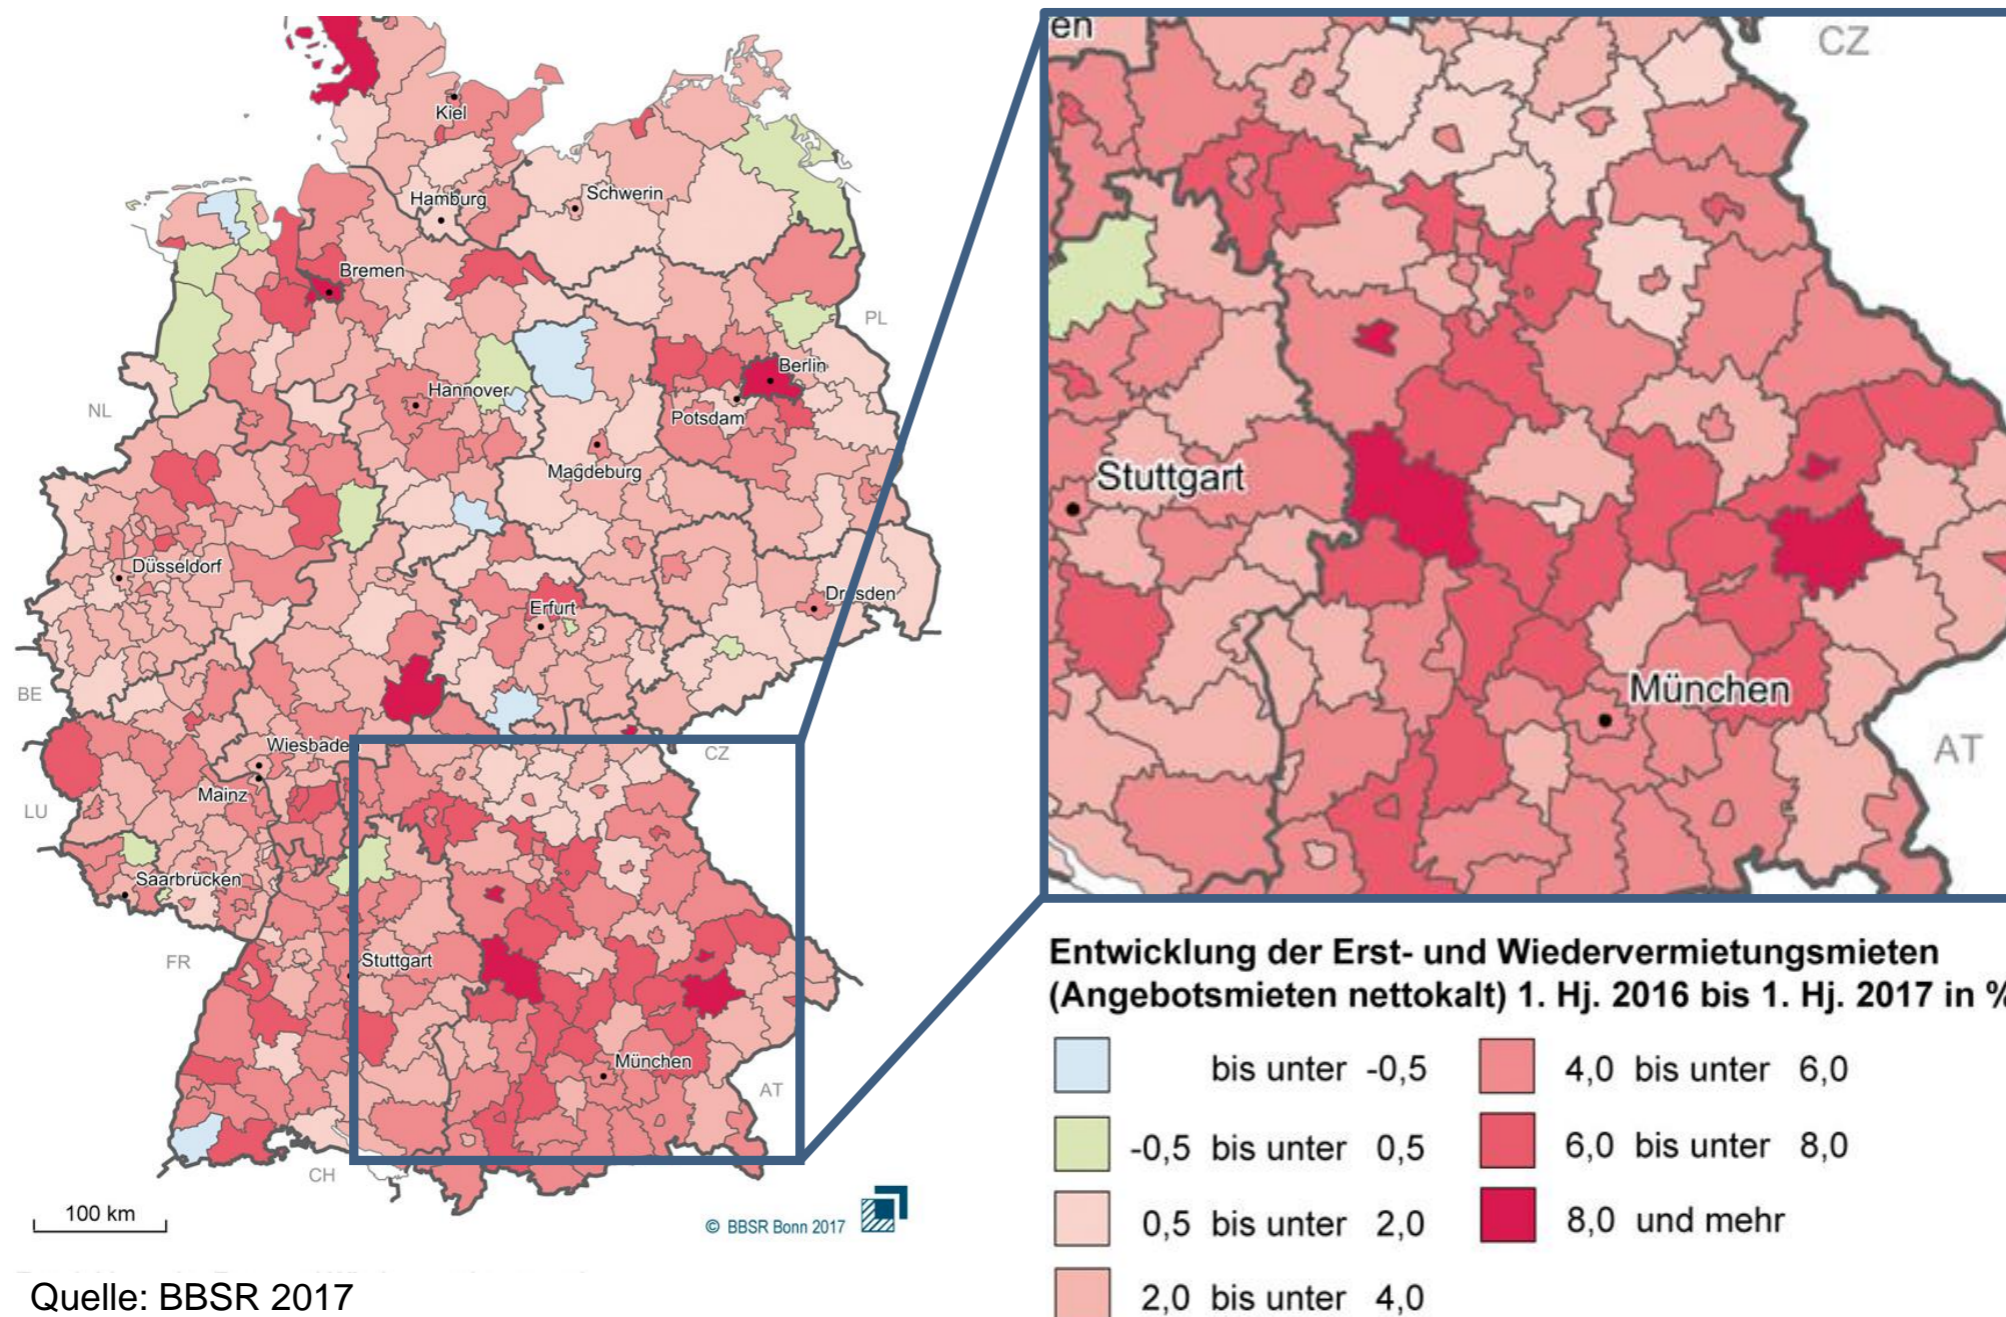 Kiel
Hamburg
Schwerin
Bremen
PL
Berlin
Hannover
Potsdam
NL
Magdeburg
Düsseldorf
Erfurt
Dresden
BE
Wiesbade
CZ
Mainz
LU
Saarbrücken
FR
Stuttgart
München
AT
CH
100 km
© BBSR Bonn 2017
Quelle: BBSR 2017
en
CZ
Stuttgart
München
AT
Entwicklung der Erst- und Wiedervermietungsmieten
(Angebotsmieten nettokalt) 1. Hj. 2016 bis 1. Hj. 2017 in %
bis unter -0,5
-0,5 bis unter 0,5
0,5 bis unter 2,0
2,0 bis unter 4,0
4,0 bis unter 6,0
6,0 bis unter 8,0
8,0 und mehr